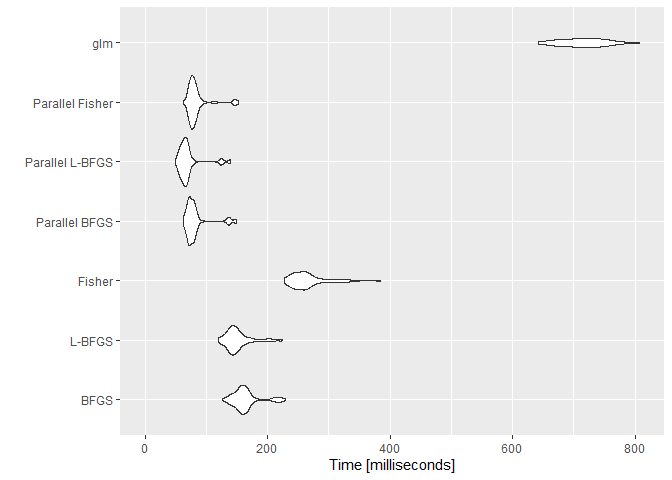 glm
Parallel Fisher
Parallel L-BFGS
Parallel BFGS
Fisher
L-BFGS
BFGS
0 200 400 600 800
Time [milliseconds]